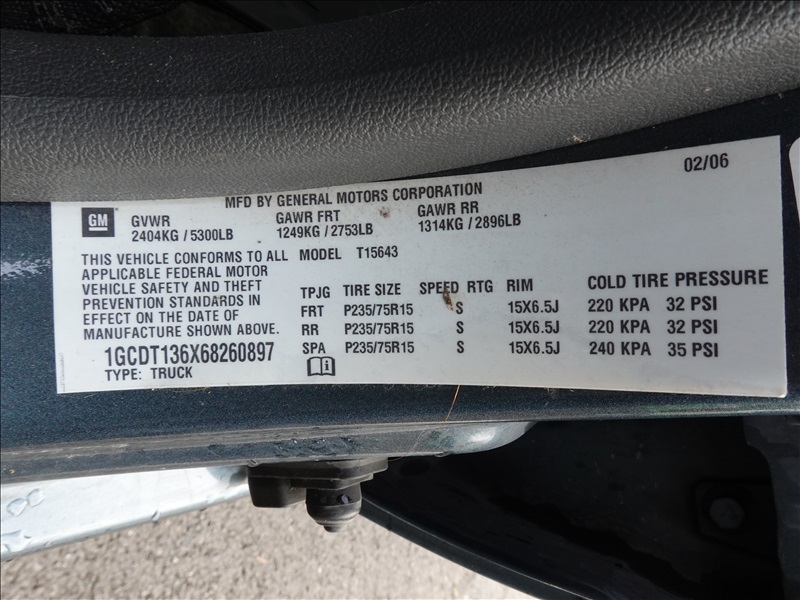 02/06
MFD BY GENERAL MOTORS CORPORATION
GM
GVWR GAWR FRT GAWR RR
2404KG / 5300LB 1249KG / 2753LB 1314KG / 2896LB
THIS VEHICLE CONFORMS TO ALL
APPLICABLE FEDERAL MOTOR
VEHICLE SAFETY AND THEFT
PREVENTION STANDARDS IN
EFFECT ON THE DATE OF
MANUFACTURE SHOWN ABOVE.
1GCDT136X68260897
TYPE: TRUCK
MODEL T15643
TPJG TIRE SIZE SPEED RTG RIM COLD TIRE PRESSURE
FRT P235/75R15 S 15X6.5J 220 KPA 32 PSI
RR P235/75R15 S 15X6.5J 220 KPA 32 PSI
SPA P235/75R15 S 15X6.5J 240 KPA 35 PSI